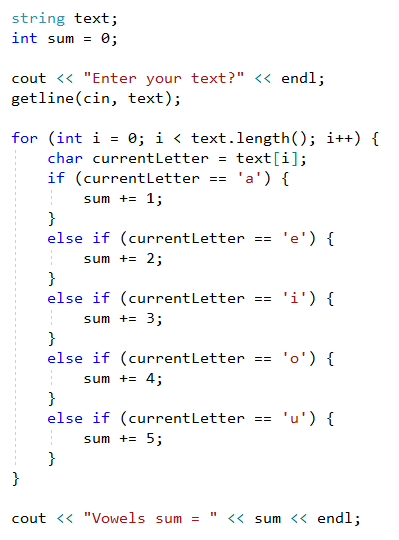 string text;
int sum = 0;
cout << "Enter your text?" << endl;
getline(cin, text);
for (int i = 0; i < text.length(); i++) {
    char currentLetter = text[i];
    if (currentLetter == 'a') {
        sum += 1;
    }
    else if (currentLetter == 'e') {
        sum += 2;
    }
    else if (currentLetter == 'i') {
        sum += 3;
    }
    else if (currentLetter == 'o') {
        sum += 4;
    }
    else if (currentLetter == 'u') {
        sum += 5;
    }
}
cout << "Vowels sum = " << sum << endl;